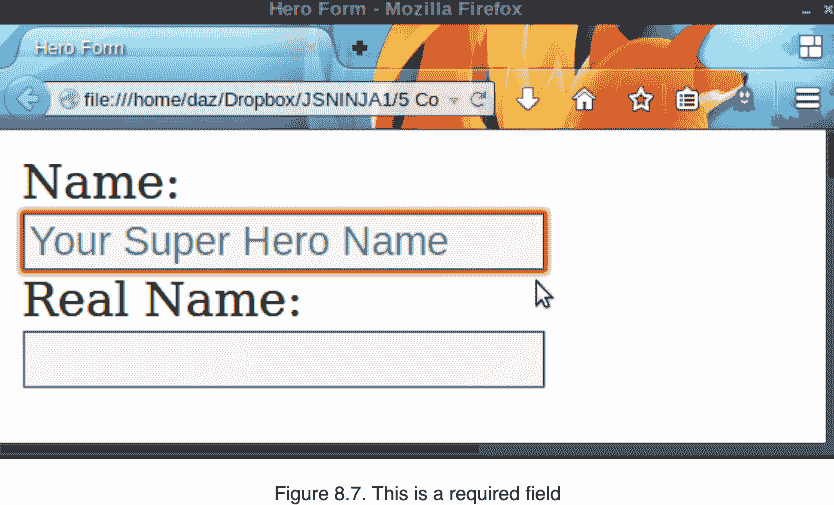 Hero Form - Mozilla Firefox
Hero Form
file:///home/daz/Dropbox/JSNINJA1/5 Co
Name:
Your Super Hero Name
Real Name:
Figure 8.7. This is a required field